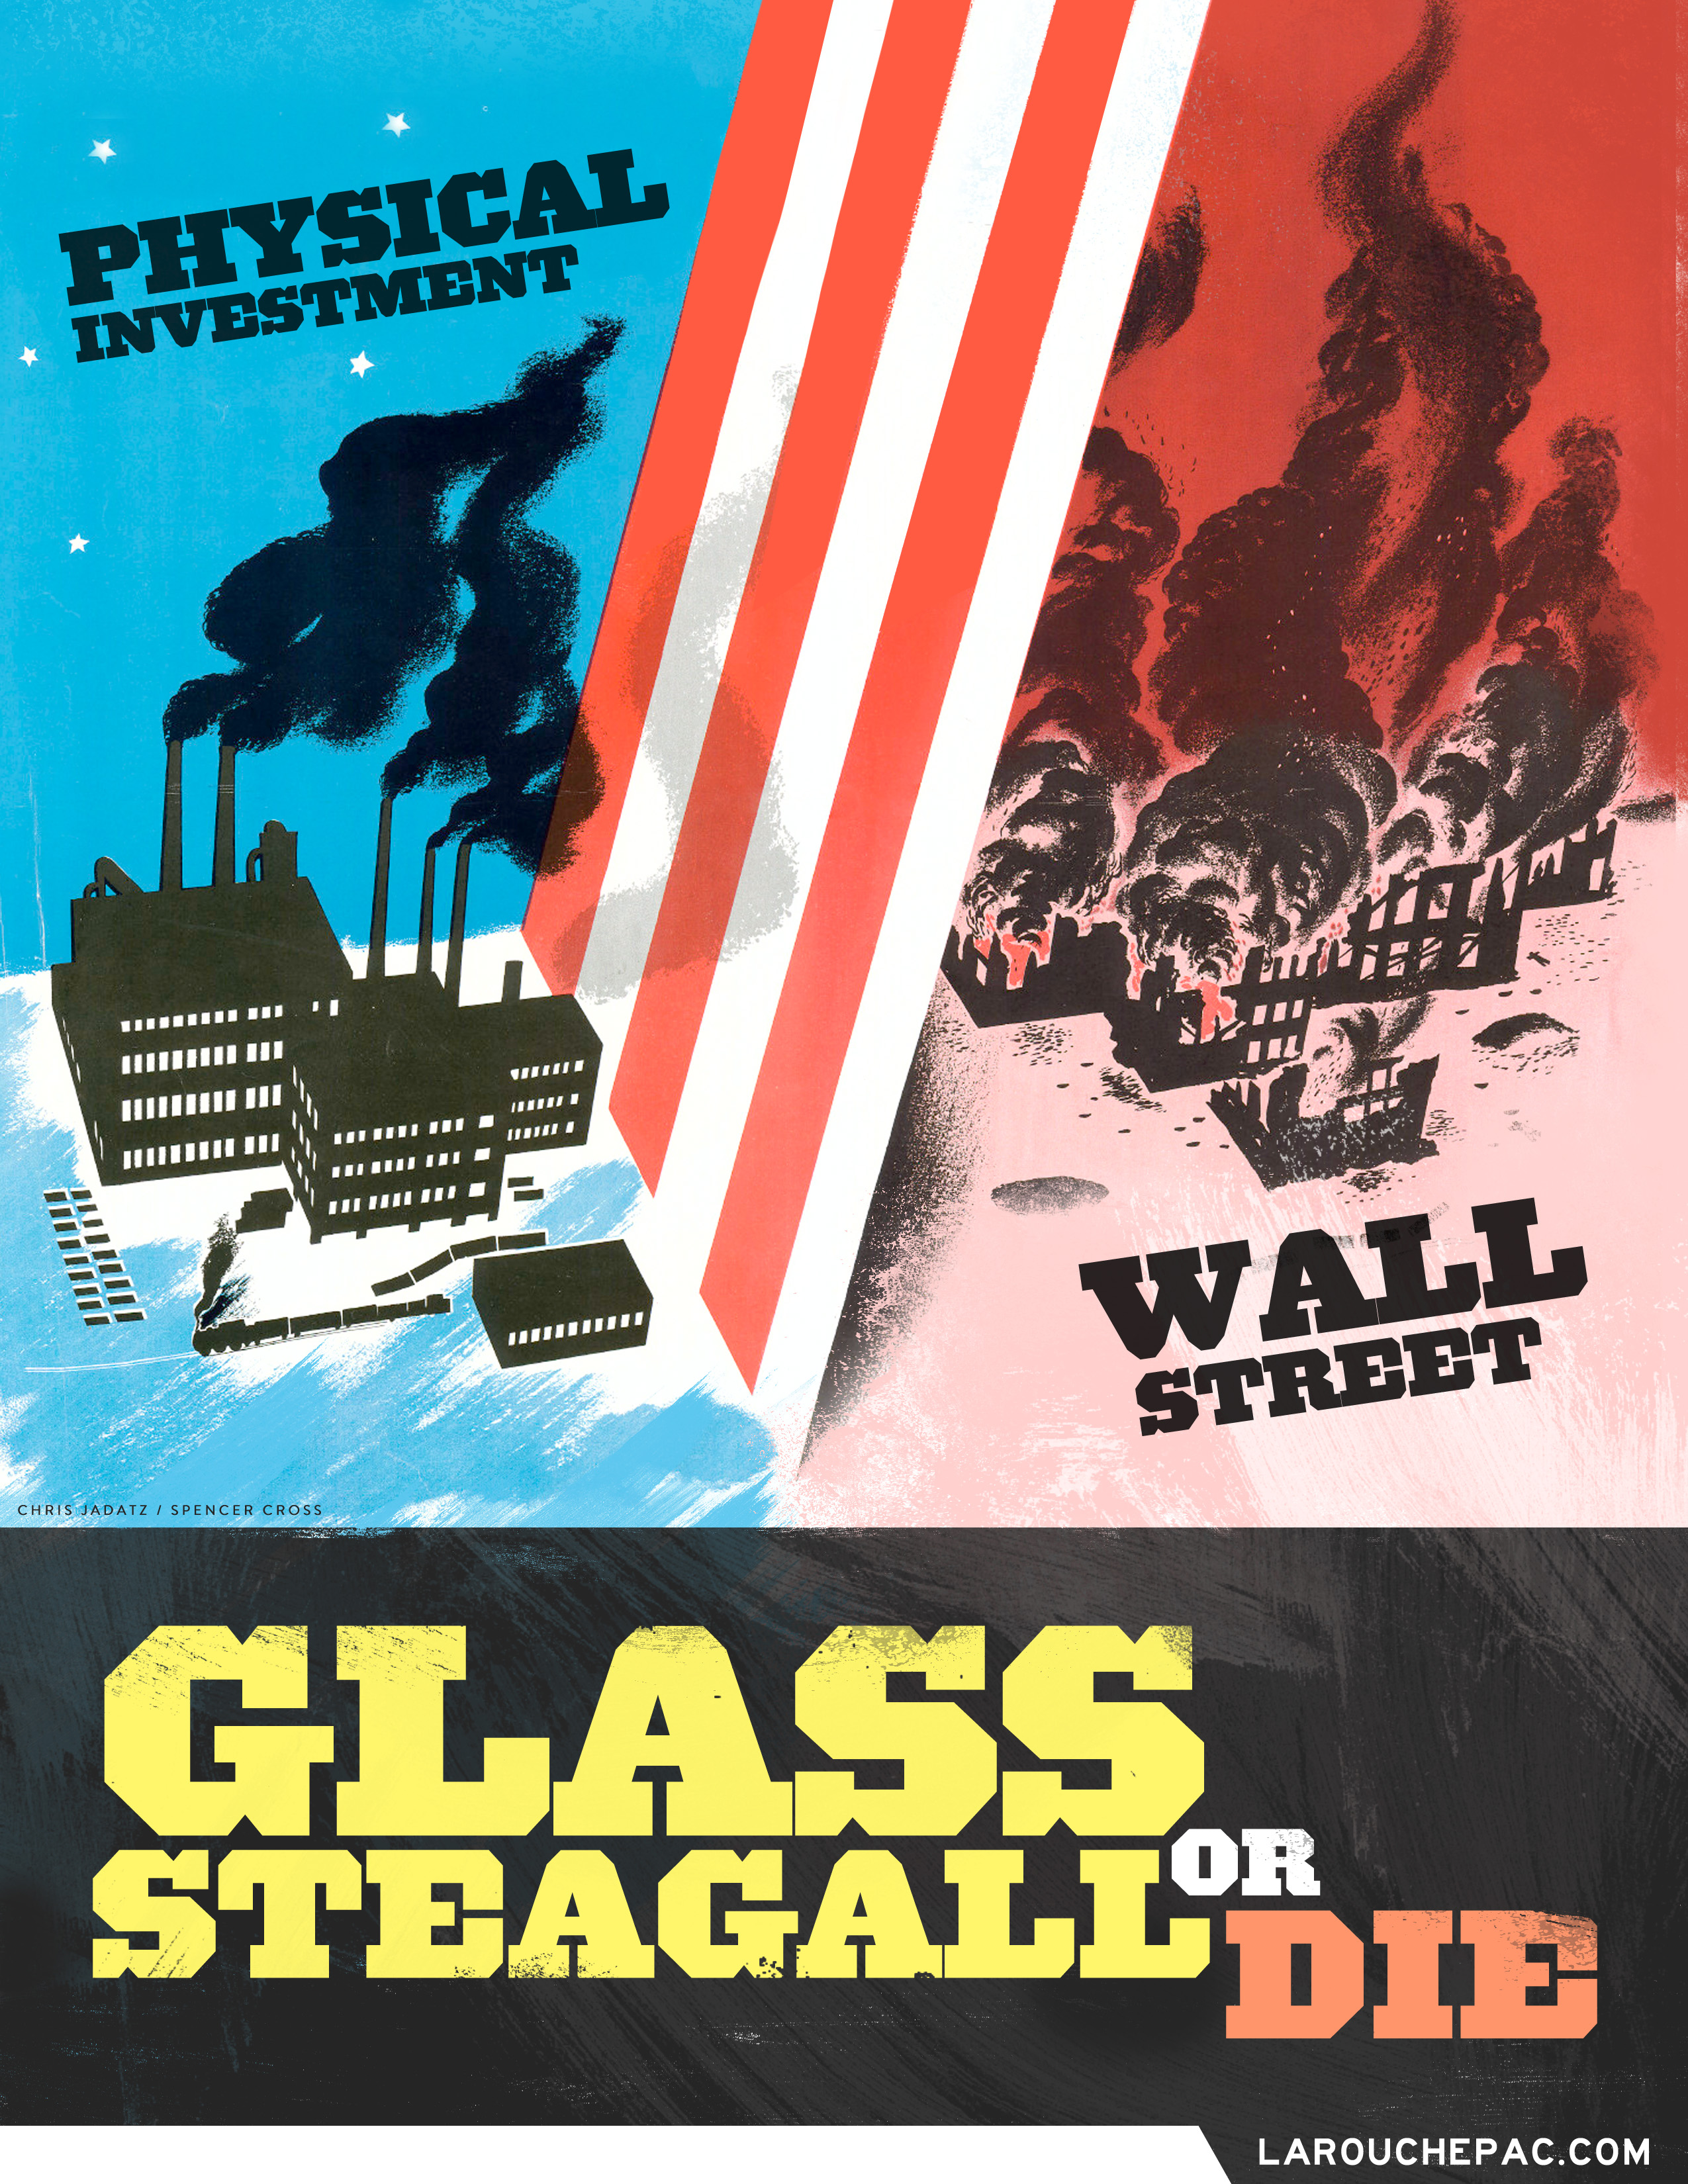 PHYSICAL
INVESTMENT
WALL
STREET
CHRIS JADATZ / SPENCER CROSS
GLASS
STEAGALL
OR
DIE
LAROUCHEPAC.COM